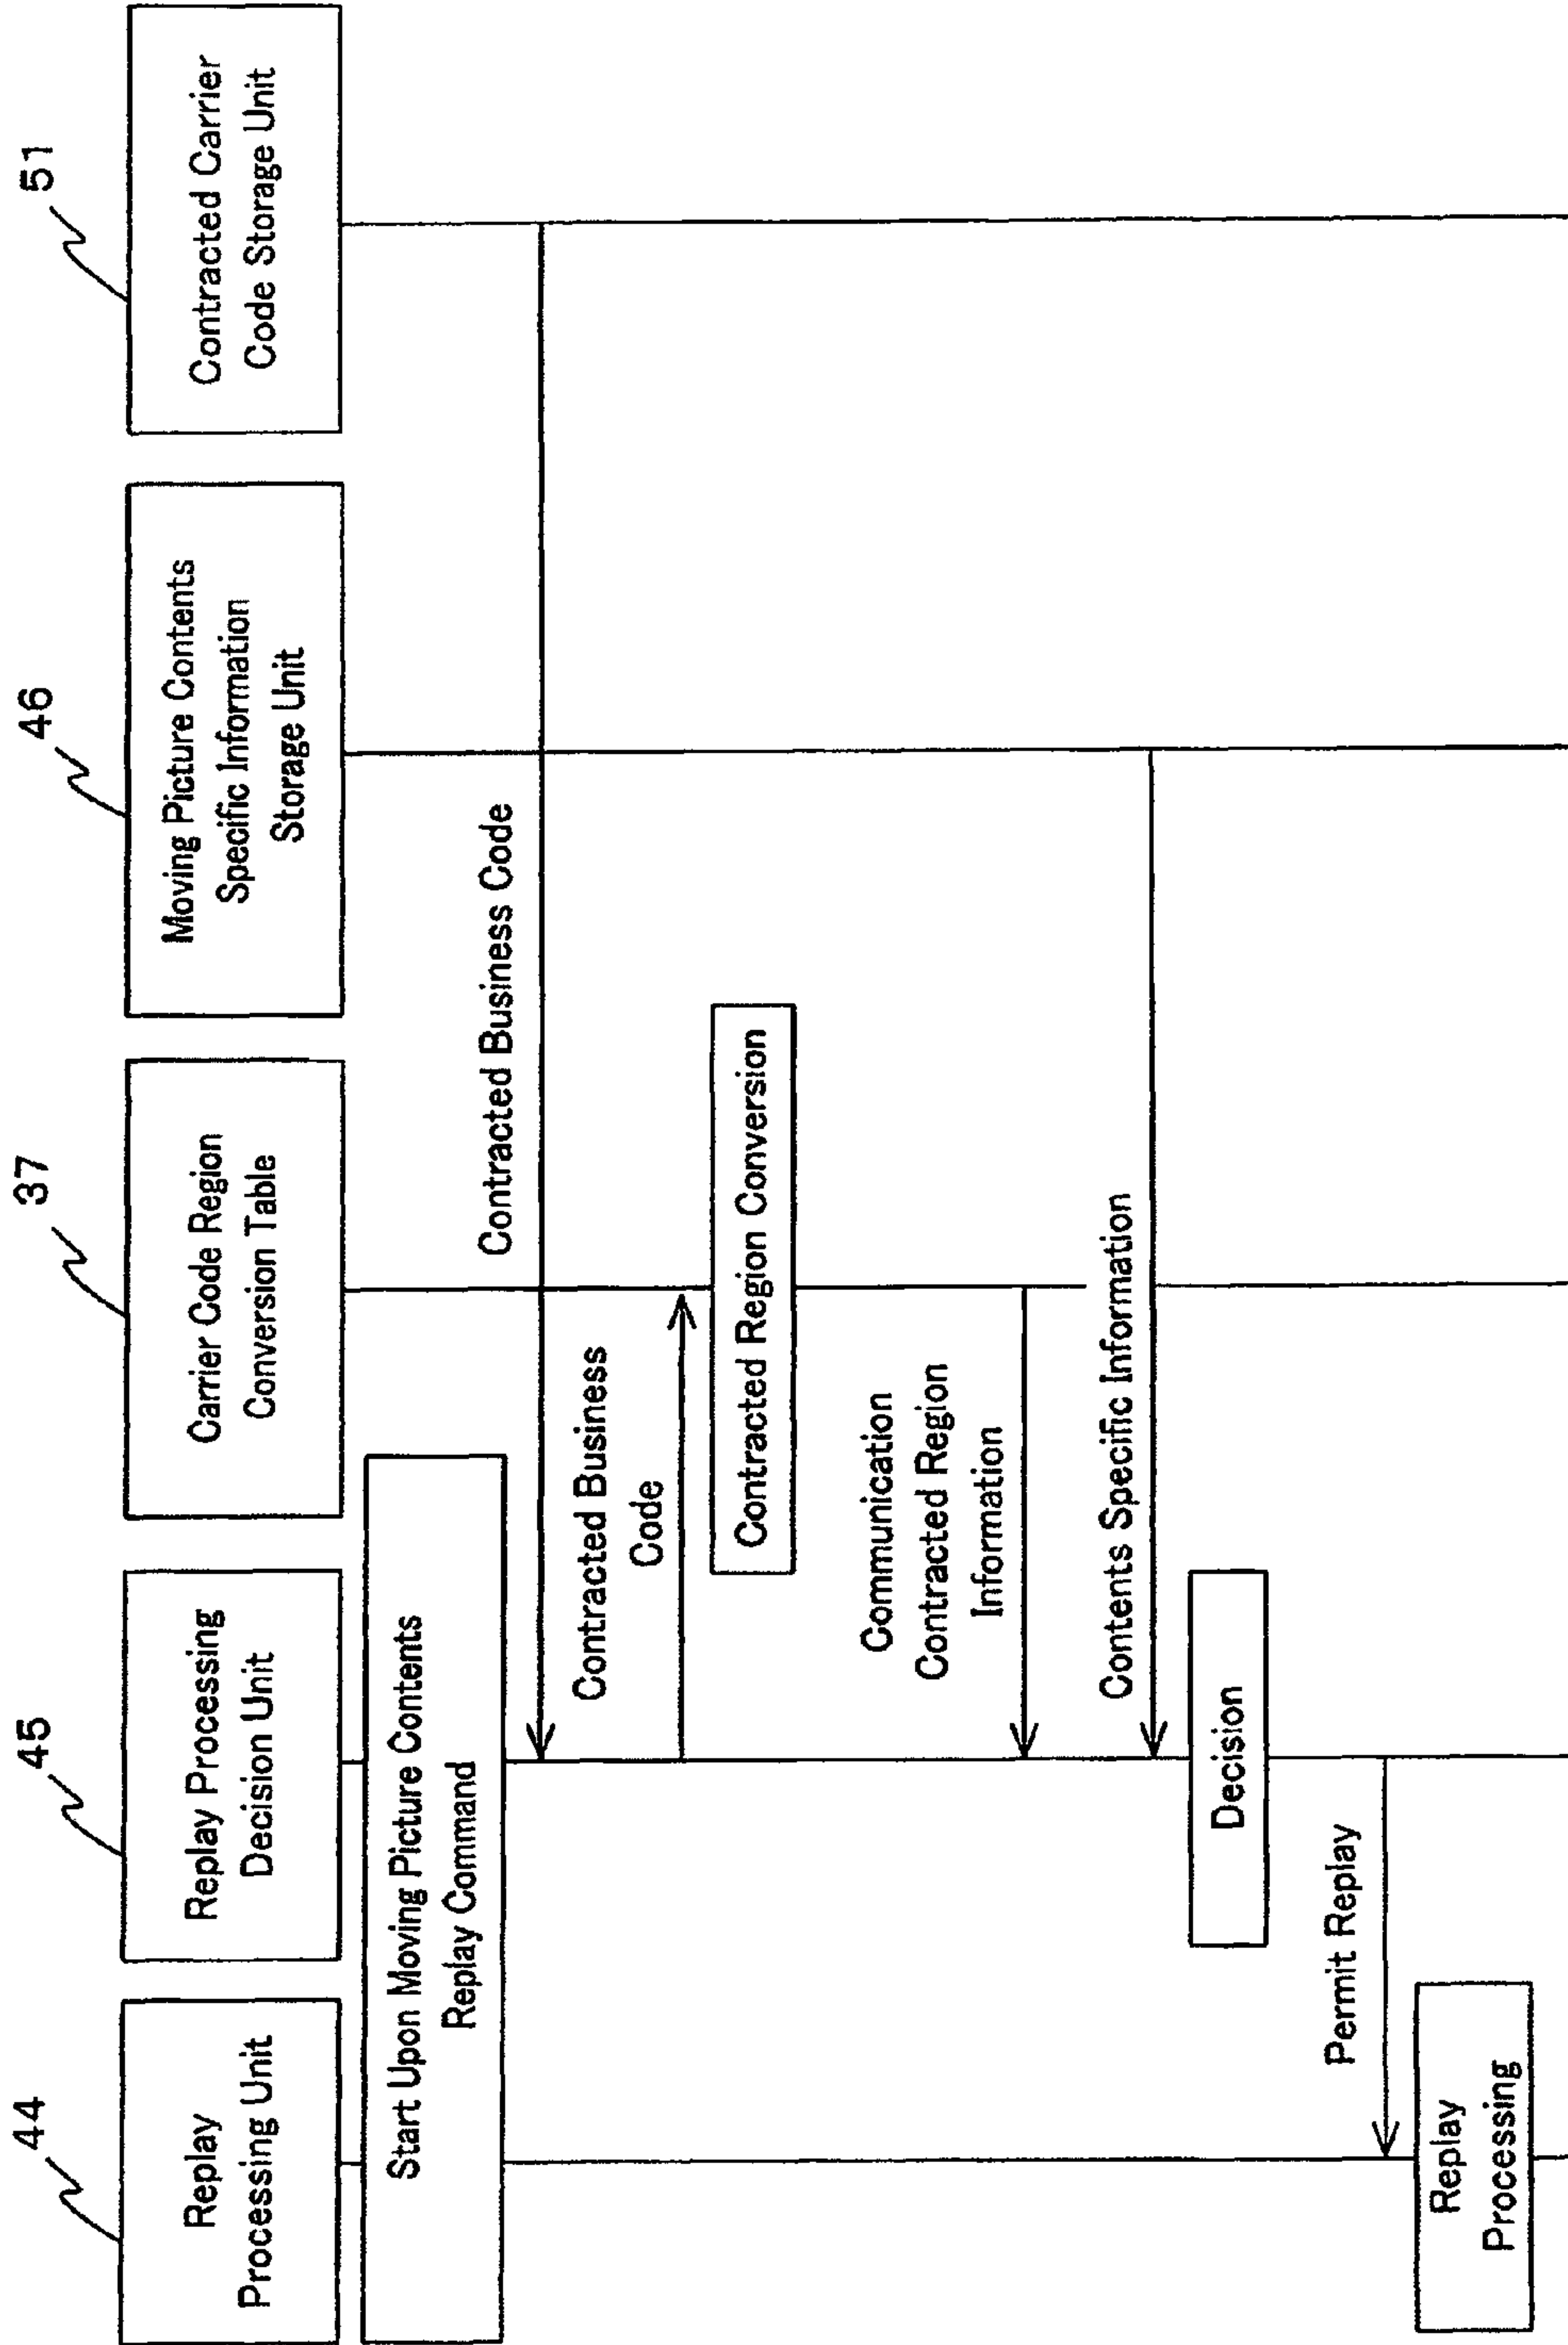 44
45
37
46
51
Replay
Processing Unit
Replay Processing
Decision Unit
Carrier Code Region
Conversion Table
Moving Picture Contents
Specific Information
Storage Unit
Contracted Carrier
Code Storage Unit
Start Upon Moving Picture Contents
Replay Command
Contracted Business Code
Contracted Business
Code
Contracted Region Conversion
Communication
Contracted Region
Information
Contents Specific Information
Decision
Permit Replay
Replay
Processing